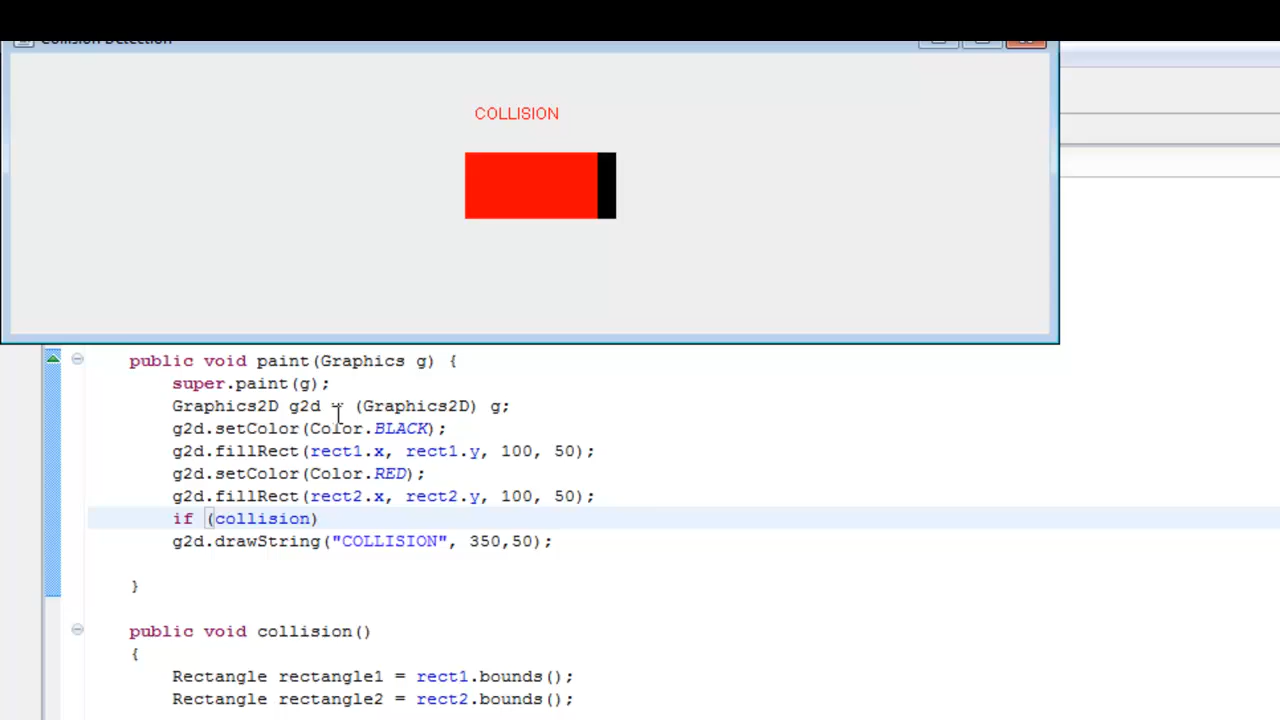 Collision Detection
COLLISION
public void paint(Graphics g) {
super.paint(g);
Graphics2D g2d = (Graphics2D) g;
g2d.setColor(Color.BLACK);
g2d.fillRect(rect1.x, rect1.y, 100, 50);
g2d.setColor(Color.RED);
g2d.fillRect(rect2.x, rect2.y, 100, 50);
if (collision)
g2d.drawString("COLLISION", 350,50);
}
public void collision()
{
Rectangle rectangle1 = rect1.bounds();
Rectangle rectangle2 = rect2.bounds();